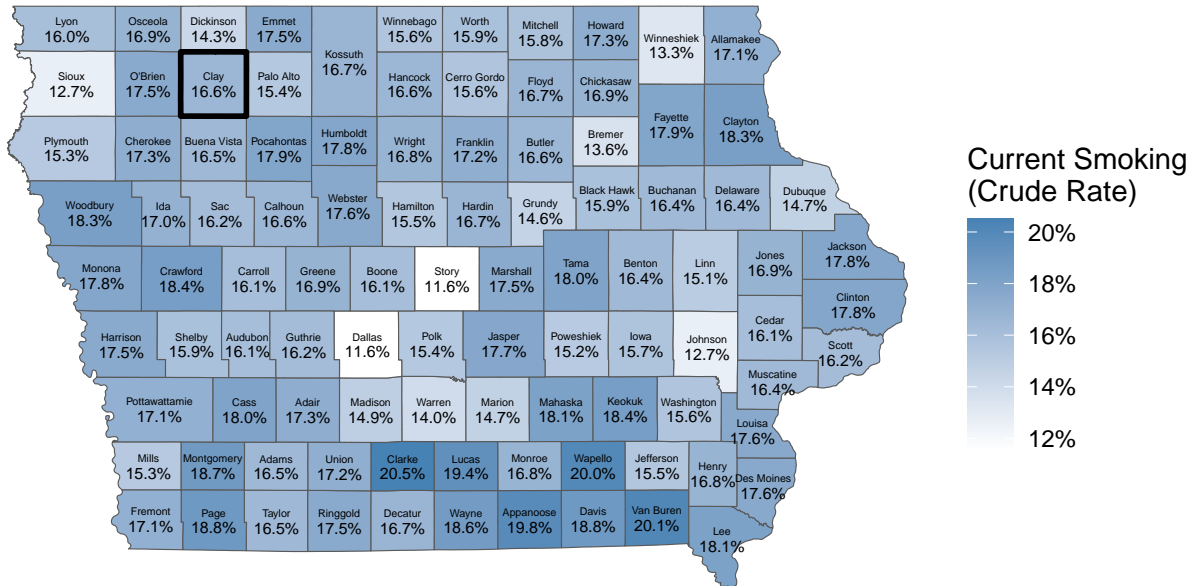 Lyon
16.0%
Osceola
16.9%
Dickinson
14.3%
Emmet
17.5%
Winnebago
15.6%
Worth
15.9%
Mitchell
15.8%
Howard
17.3%
Winneshiek
13.3%
Allamakee
17.1%
Kossuth
16.7%
Sioux
12.7%
O'Brien
17.5%
Clay
16.6%
Palo Alto
15.4%
Hancock
16.6%
Cerro Gordo
15.6%
Floyd
16.7%
Chickasaw
16.9%
Fayette
17.9%
Clayton
18.3%
Plymouth
15.3%
Cherokee
17.3%
Buena Vista
16.5%
Pocahontas
17.9%
Humboldt
17.8%
Wright
16.8%
Franklin
17.2%
Butler
16.6%
Bremer
13.6%
Woodbury
18.3%
Ida
17.0%
Sac
16.2%
Calhoun
16.6%
Webster
17.6%
Hamilton
15.5%
Hardin
16.7%
Grundy
14.6%
Black Hawk
15.9%
Buchanan
16.4%
Delaware
16.4%
Dubuque
14.7%
Monona
17.8%
Crawford
18.4%
Carroll
16.1%
Greene
16.9%
Boone
16.1%
Story
11.6%
Marshall
17.5%
Tama
18.0%
Benton
16.4%
Linn
15.1%
Jones
16.9%
Jackson
17.8%
Clinton
17.8%
Harrison
17.5%
Shelby
15.9%
Audubon
16.1%
Guthrie
16.2%
Dallas
11.6%
Polk
15.4%
Jasper
17.7%
Poweshiek
15.2%
Iowa
15.7%
Johnson
12.7%
Cedar
16.1%
Scott
16.2%
Muscatine
16.4%
Pottawattamie
17.1%
Cass
18.0%
Adair
17.3%
Madison
14.9%
Warren
14.0%
Marion
14.7%
Mahaska
18.1%
Keokuk
18.4%
Washington
15.6%
Louisa
17.6%
Mills
15.3%
Montgomery
18.7%
Adams
16.5%
Union
17.2%
Clarke
20.5%
Lucas
19.4%
Monroe
16.8%
Wapello
20.0%
Jefferson
15.5%
Henry
16.8%
Des Moines
17.6%
Fremont
17.1%
Page
18.8%
Taylor
16.5%
Ringgold
17.5%
Decatur
16.7%
Wayne
18.6%
Appanoose
19.8%
Davis
18.8%
Van Buren
20.1%
Lee
18.1%
Current Smoking
(Crude Rate)
20%
18%
16%
14%
12%